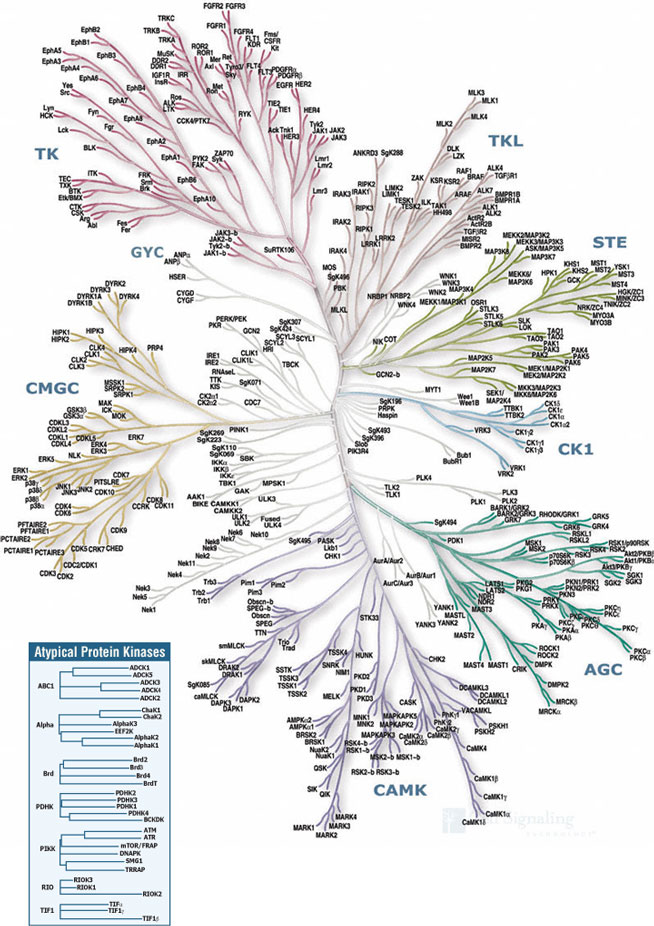 FGFR2 FGFR3
TRKC
FGFR1 FGFR4
TRKB
TRKA
FLT1
KDR
Fms/
CSFR
Kit
EphB2
EphB1
EphA5
EphA3
EphB3
EphA4
MuSK
DDR2
DDR1
ROR2
ROR1
Mer
Axl
Ret
Tyro3/
Sky
FLT4
FLT3
PDGFRα
PDGFRβ
EphA6
IGF1R
InsR
IRR
EGFR HER2
Yes
Src
EphB4
EphA7
Met
Ron
Ros
ALK
LTK
TIE2
TIE1
HER4
HER3
Lyn
HCK
Fyn
EphA8
CCK4/PTK7
RYK
Ack Tnk1
Tyk2
JAK1
JAK2
JAK3
Lck
Fgr
EphA2
BLK
EphA1
PYK2
FAK
ZAP70
Syk
Lmr1
Lmr2
Lmr3
TK
ITK
FRK
Srm
Brk
EphB6
EphA10
TEC
TXK
BTK
Etk/BMX
CTK
CSK
Arg
Abl
Fes
Fer
JAK3-b
JAK2-b
Tyk2-b
JAK1-b
SuRTK106
MLK3
MLK1
MLK4
MLK2
TKL
ANKRD3 SgK288
DLK
LZK
ZAK
KSR
KSR2
RAF1
BRAF
ARAF
ALK4
TGFβR1
ALK7
BMPR1B
BMPR1A
ALK1
ALK2
ActR2
ActR2B
TGFβR2
MISR2
BMPR2
IRAK3
IRAK1
RIPK2
RIPK3
RIPK1
LIMK2
LIMK1
TESK1
TESK2
ILK
TAK1
HH498
IRAK2
IRAK4
LRRK2
LRRK1
MOS
SgK496
PBK
MLKL
NRBP1 NRBP2
WNK1
WNK3
WNK2
WNK4
MAP3K8
MAP3K4
MEKK1/MAP3K1
MEKK2/MAP3K2
MEKK3/MAP3K3
ASK/MAP3K5
MAP3K7
MEKK6/
MAP3K6
STE
OSR1
STLK3
STLK5
STLK6
HPK1
KHS1
KHS2
GCK
MST1
MST2
YSK1
MST3
MST4
HGK/ZC1
MINK/ZC3
TNIK/ZC2
NRK/ZC4
MYO3A
MYO3B
SLK
LOK
TAO1
TAO2
TAO3
PAK1
PAK3
PAK2
PAK4
PAK6
PAK5
NIK
COT
GCN2-b
MAP2K5
MAP2K7
MEK1/MAP2K1
MEK2/MAP2K2
SEK1/
MAP2K4
MKK3/MAP2K3
MKK6/MAP2K6
GYC
ANPα
ANPβ
HSER
CYGD
CYGF
CMGC
DYRK2
DYRK3
DYRK1A
DYRK1B
DYRK4
HIPK1
HIPK2
HIPK3
HIPK4
PRP4
CLK4
CLK1
CLK2
CLK3
MSSK1
SRPK2
SRPK1
MAK
ICK
MOK
GSK3β
GSK3α
CDKL3
CDKL2
CDKL1
CDKL5
CDKL4
ERK7
ERK4
ERK3
NLK
ERK5
ERK1
ERK2
p38γ
p38δ
p38β
p38α
JNK1
JNK2
JNK3
CDK7
PITSLRE
CDK10
CDK4
CDK6
CDK8
CDK11
CCRK
CDK9
PFTAIRE2
PFTAIRE1
PCTAIRE2
PCTAIRE1
PCTAIRE3
CDK5
CRK7
CHED
CDC2/CDK1
CDK3
CDK2
PERK/PEK
PKR
GCN2
SgK307
SgK424
SCYL3
SCYL2
SCYL1
HRI
TBCK
IRE1
IRE2
RNAseL
CLIK1
CLIK1L
TTK
KIS
SgK071
CK2α1
CK2α2
CDC7
PINK1
SgK269
SgK223
SgK110
SgK069
SBK
IKKα
IKKβ
IKKε
TBK1
GAK
AAK1
BIKE
MPSK1
CAMKK1
CAMKK2
ULK3
ULK1
ULK2
Fused
ULK4
Nek6
Nek7
Nek8
Nek9
Nek10
Nek2
Nek11
Nek4
Nek3
Nek5
Nek1
MYT1
Wee1
Wee1B
SgK196
PRPK
Haspin
SgK493
SgK396
Slob
PIK3R4
TTBK1
TTBK2
CK1δ
CK1ε
CK1α
CK1α2
CK1γ2
CK1γ1
CK1γ3
VRK3
VRK2
VRK1
CK1
Bub1
BubR1
PLK4
TLK2
TLK1
PLK3
PLK1
PLK2
SgK494
PDK1
BARK1/GRK2
BARK2/GRK3
RHODK/GRK1
GRK7
GRK5
GRK6
GRK4
RSKL1
RSKL2
MSK1
MSK2
RSK1/p90RSK
RSK2
RSK3
RSK4
p70S6K
p70S6Kβ
Akt2/PKBβ
Akt1/PKBα
Akt3/PKBγ
SGK1
SGK2
SGK3
PKG2
PKG1
PKN1/PRK1
PKN2/PRK2
PKN3
LATS1
LATS2
NDR1
NDR2
YANK1
MASTL
MAST3
MAST2
YANK2
YANK3
PRKY
PRKX
PKAγ
PKAα
PKAβ
PKCζ
PKCι
PKCδ
PKCθ
PKCη
PKCε
PKCγ
PKCα
PKCβ
ROCK1
ROCK2
DMPK
CRIK
DMPK2
MRCKβ
MRCKα
MAST4
MAST1
AGC
SgK495
PASK
Lkb1
CHK1
AurA/Aur2
AurB/Aur1
AurC/Aur3
Trb3
Trb2
Trb1
Pim1
Pim2
Pim3
Obscn-b
SPEG-b
Obscn
SPEG
STK33
TTN
smMLCK
Trio
Trad
TSSK4
SSTK
TSSK3
TSSK1
TSSK2
HUNK
SNRK
NIM1
skMLCK
DRAK2
DRAK1
SgK085
caMLCK
DAPK3
DAPK2
DAPK1
CHK2
PKD2
PKD1
PKD3
MELK
CASK
DCAMKL3
DCAMKL1
DCAMKL2
VACAMKL
PhKγ1
PhKγ2
PSKH1
PSKH2
AMPKα2
AMPKα1
BRSK2
BRSK1
NuaK2
NuaK1
QSK
SIK
QIK
MNK1
MNK2
MAPKAPK5
MAPKAPK2
MAPKAPK3
CaMK2γ
CaMK2α
CaMK2β
CaMK2δ
RSK4-b
RSK1-b
MSK2-b
MSK1-b
RSK2-b
RSK3-b
CaMK4
CaMK1β
CaMK1γ
CaMK1α
CaMK1δ
MARK4
MARK3
MARK1
MARK2
CAMK
Signaling
Atypical Protein Kinases
ABC1
ADCK1
ADCK5
ADCK3
ADCK4
ADCK2
Alpha
ChaK1
ChaK2
AlphaK3
EEF2K
AlphaK2
AlphaK1
Brd
Brd2
Brd3
Brd4
BrdT
PDHK
PDHK2
PDHK3
PDHK1
PDHK4
BCKDK
PIKK
ATM
ATR
mTOR/FRAP
DNAPK
SMG1
TRRAP
RIO
RIOK3
RIOK1
RIOK2
TIF1
TIFα
TIF1γ
TIF1β